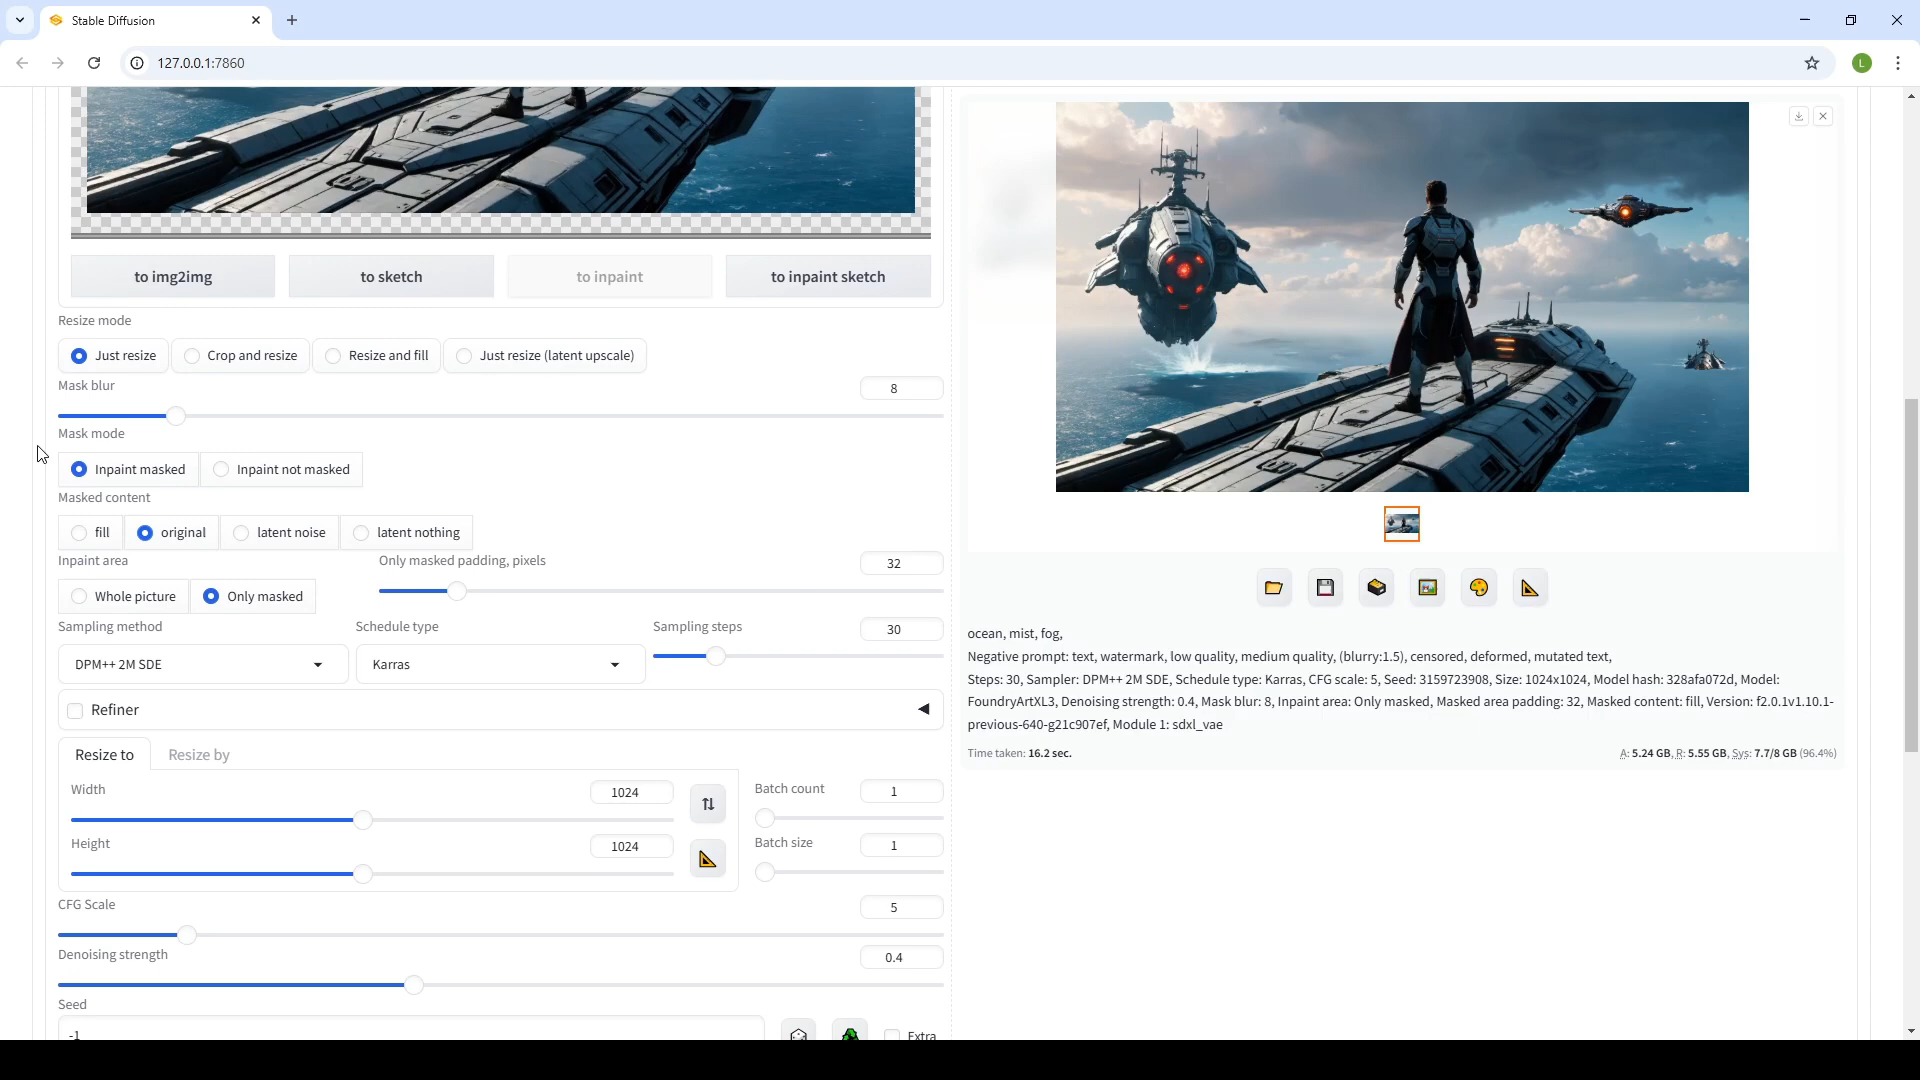 Stable Diffusion
127.0.0.1:7860
L
to img2img
to sketch
to inpaint
to inpaint sketch
Resize mode
Just resize
Crop and resize
Resize and fill
Just resize (latent upscale)
Mask blur
8
Mask mode
Inpaint masked
Inpaint not masked
Masked content
fill
original
latent noise
latent nothing
Inpaint area
Only masked padding, pixels
32
Whole picture
Only masked
Sampling method
Schedule type
Sampling steps
30
DPM++ 2M SDE
Karras
Refiner
Resize to
Resize by
Width
1024
Height
1024
Batch count
1
Batch size
1
CFG Scale
5
Denoising strength
0.4
Seed
-1
Extra
ocean, mist, fog,
Negative prompt: text, watermark, low quality, medium quality, (blurry:1.5), censored, deformed, mutated text,
Steps: 30, Sampler: DPM++ 2M SDE, Schedule type: Karras, CFG scale: 5, Seed: 3159723908, Size: 1024x1024, Model hash: 328afa072d, Model:
FoundryArtXL3, Denoising strength: 0.4, Mask blur: 8, Inpaint area: Only masked, Masked area padding: 32, Masked content: fill, Version: f2.0.1v1.10.1-
previous-640-g21c907ef, Module 1: sdxl_vae
Time taken: 16.2 sec.
A: 5.24 GB, R: 5.55 GB, Sys: 7.7/8 GB (96.4%)